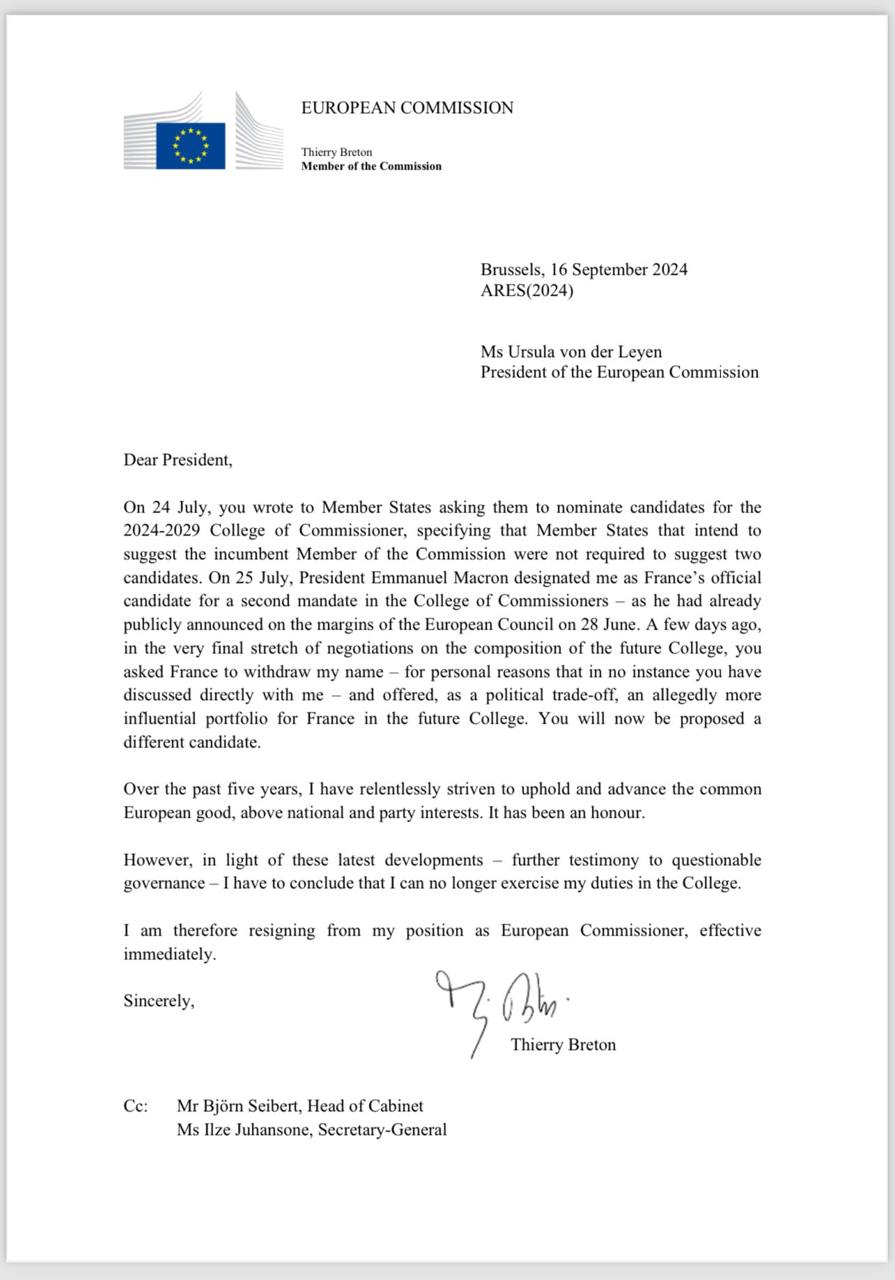 EUROPEAN COMMISSION
Thierry Breton
Member of the Commission
Brussels, 16 September 2024
ARES(2024)
Ms Ursula von der Leyen
President of the European Commission
Dear President,
On 24 July, you wrote to Member States asking them to nominate candidates for the
2024-2029 College of Commissioner, specifying that Member States that intend to
suggest the incumbent Member of the Commission were not required to suggest two
candidates. On 25 July, President Emmanuel Macron designated me as France’s official
candidate for a second mandate in the College of Commissioners – as he had already
publicly announced on the margins of the European Council on 28 June. A few days ago,
in the very final stretch of negotiations on the composition of the future College, you
asked France to withdraw my name – for personal reasons that in no instance you have
discussed directly with me – and offered, as a political trade-off, an allegedly more
influential portfolio for France in the future College. You will now be proposed a
different candidate.
Over the past five years, I have relentlessly striven to uphold and advance the common
European good, above national and party interests. It has been an honour.
However, in light of these latest developments – further testimony to questionable
governance – I have to conclude that I can no longer exercise my duties in the College.
I am therefore resigning from my position as European Commissioner, effective
immediately.
Sincerely,
Thierry Breton
Cc: Mr Björn Seibert, Head of Cabinet
Ms Ilze Juhansone, Secretary-General